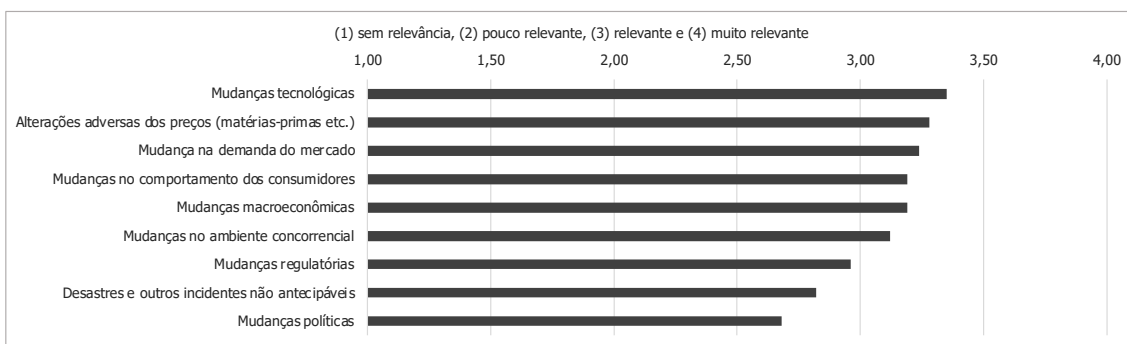 (1) sem relevância, (2) pouco relevante, (3) relevante e (4) muito relevante
1,00 1,50 2,00 2,50 3,00 3,50 4,00
Mudanças tecnológicas
Alterações adversas dos preços (matérias-primas etc.)
Mudança na demanda do mercado
Mudanças no comportamento dos consumidores
Mudanças macroeconômicas
Mudanças no ambiente concorrencial
Mudanças regulatórias
Desastres e outros incidentes não antecipáveis
Mudanças políticas